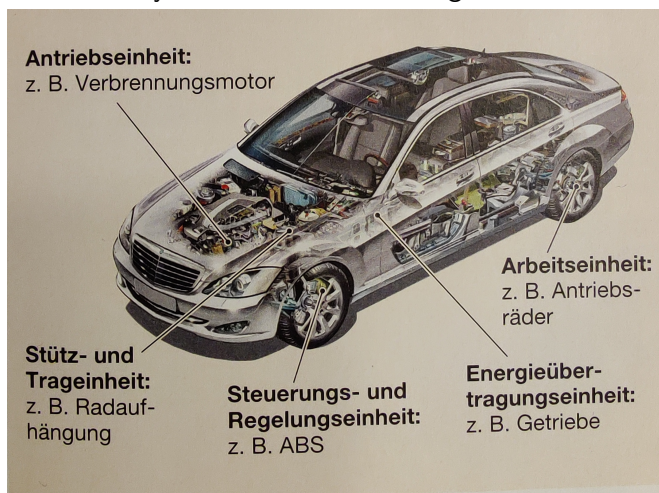 Antriebseinheit:
z. B. Verbrennungsmotor
Arbeitseinheit:
z. B. Antriebs-
räder
Stütz- und
Trageinheit:
z. B. Radauf-
hängung
Steuerungs- und
Regelungseinheit:
z. B. ABS
Energieüber-
tragungseinheit:
z. B. Getriebe